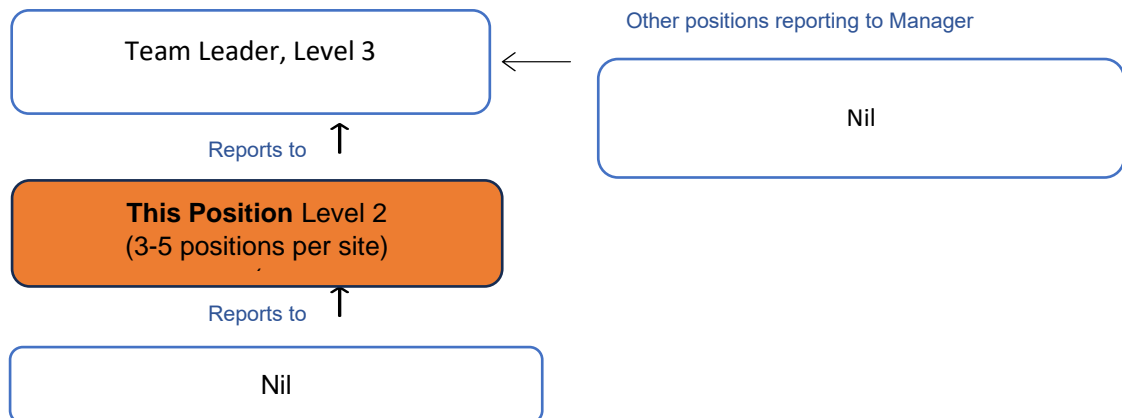 Other positions reporting to Manager
Team Leader, Level 3
Nil
Reports to
This Position Level 2
(3-5 positions per site)
Reports to
Nil